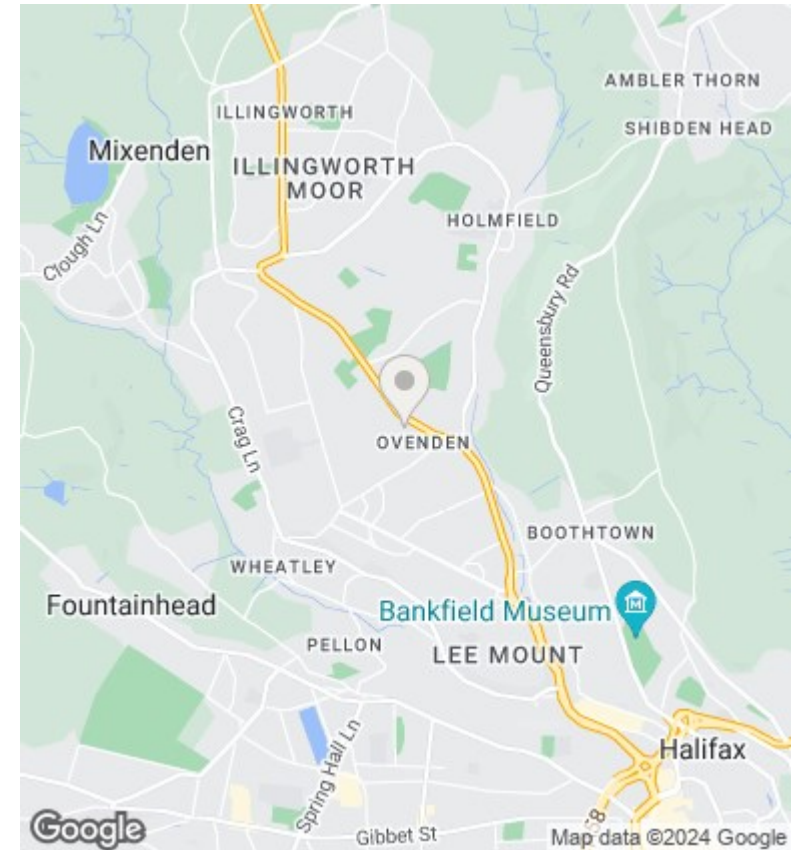 AMBLER THORN
ILLINGWORTH
SHIBDEN HEAD
Mixenden
ILLINGWORTH
MOOR
HOLMFIELD
Clough Ln
Queensbury Rd
Crag Ln
OVENDEN
BOOTHTOWN
WHEATLEY
Fountainhead
Bankfield Museum
PELLON
LEE MOUNT
Spring Hall Ln
Halifax
A58
Gibbet St
Google
Map data ©2024 Google